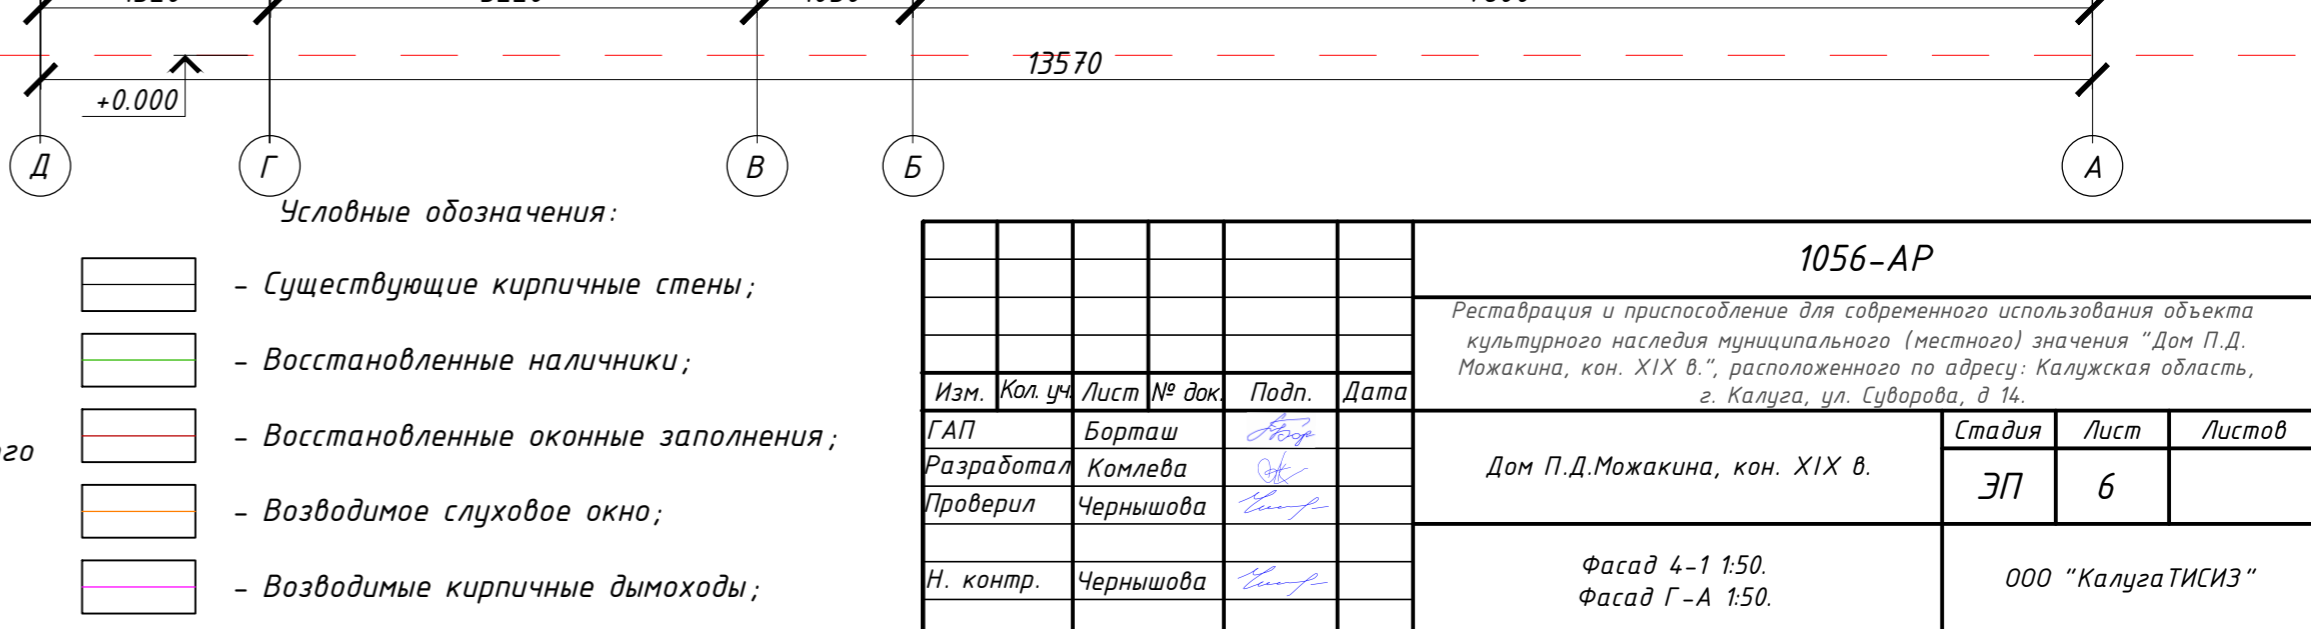 13570
+0.000
Д Г В Б А
Условные обозначения:
- Существующие кирпичные стены;
- Восстановленные наличники;
- Восстановленные оконные заполнения;
- Возводимое слуховое окно;
- Возводимые кирпичные дымоходы;
1056-АР
Реставрация и приспособление для современного использования объекта
культурного наследия муниципального (местного) значения "Дом П.Д.
Можакина, кон. XIX в.", расположенного по адресу: Калужская область,
г. Калуга, ул. Суворова, д 14.
Изм. Кол. уч. Лист № док. Подп. Дата
ГАП Борташ
Разработал Комлева
Проверил Чернышова
Н. контр. Чернышова
Дом П.Д.Можакина, кон. XIX в.
Стадия Лист Листов
ЭП 6
Фасад 4-1 1:50.
Фасад Г-А 1:50.
ООО "КалугаТИСИЗ"